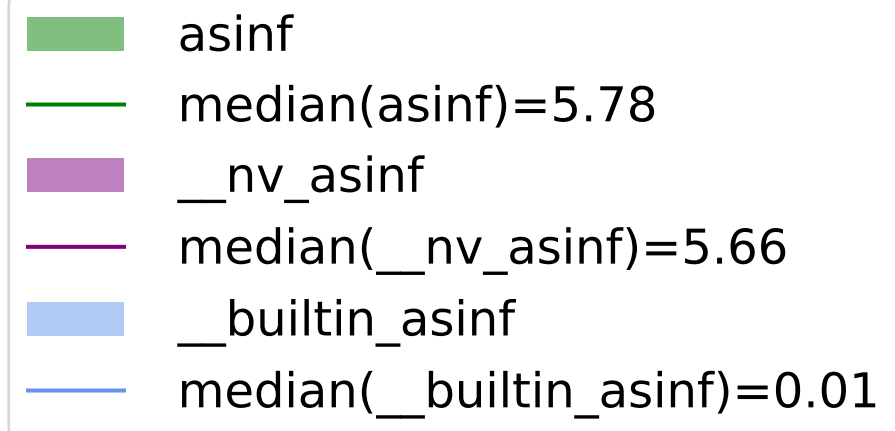 asinf
median(asinf)=5.78
__nv_asinf
median(__nv_asinf)=5.66
__builtin_asinf
median(__builtin_asinf)=0.01